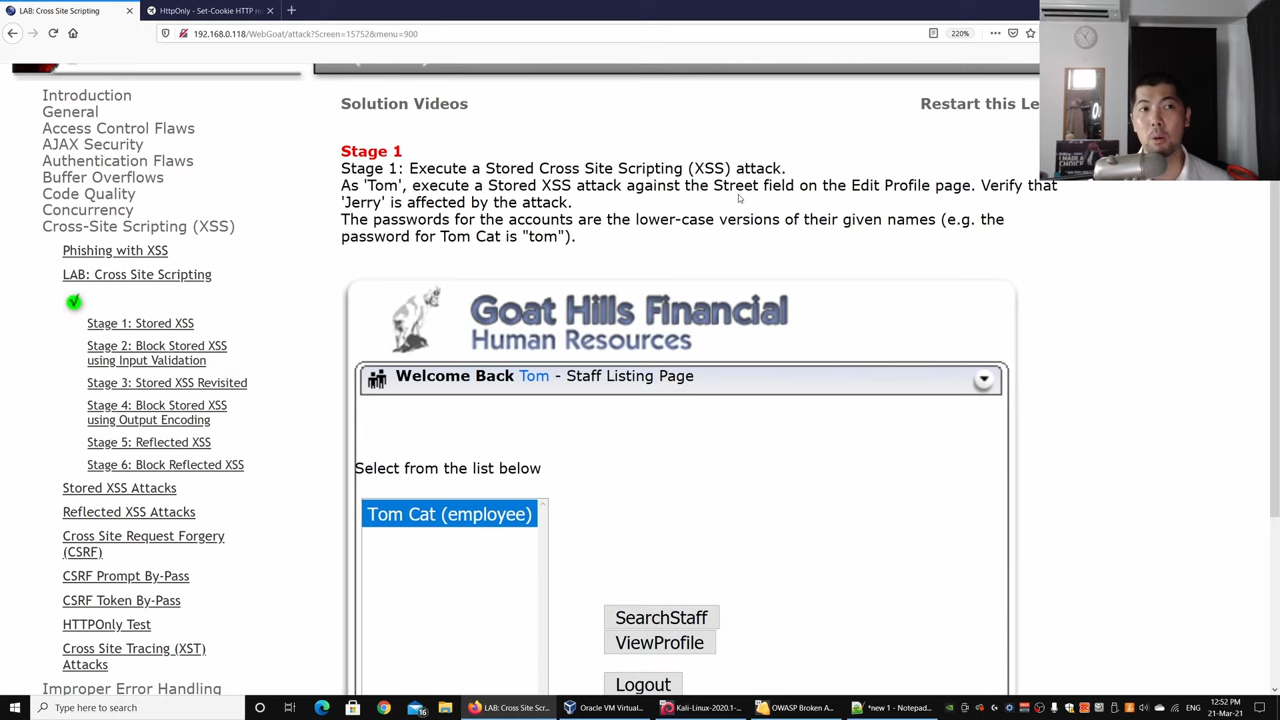 LAB: Cross Site Scripting
HttpOnly - Set-Cookie HTTP re
192.168.0.118/WebGoat/attack?Screen=15752&menu=900
220%
Introduction
General
Access Control Flaws
AJAX Security
Authentication Flaws
Buffer Overflows
Code Quality
Concurrency
Cross-Site Scripting (XSS)
Phishing with XSS
LAB: Cross Site Scripting
Stage 1: Stored XSS
Stage 2: Block Stored XSS
using Input Validation
Stage 3: Stored XSS Revisited
Stage 4: Block Stored XSS
using Output Encoding
Stage 5: Reflected XSS
Stage 6: Block Reflected XSS
Stored XSS Attacks
Reflected XSS Attacks
Cross Site Request Forgery
(CSRF)
CSRF Prompt By-Pass
CSRF Token By-Pass
HTTPOnly Test
Cross Site Tracing (XST)
Attacks
Improper Error Handling
Solution Videos
Restart this Le
Stage 1
Stage 1: Execute a Stored Cross Site Scripting (XSS) attack.
As 'Tom', execute a Stored XSS attack against the Street field on the Edit Profile page. Verify that
'Jerry' is affected by the attack.
The passwords for the accounts are the lower-case versions of their given names (e.g. the
password for Tom Cat is "tom").
Goat Hills Financial
Human Resources
Welcome Back Tom - Staff Listing Page
Select from the list below
Tom Cat (employee)
SearchStaff
ViewProfile
Logout
Type here to search
LAB: Cross Site Scr...
Oracle VM Virtual...
Kali-Linux-2020.1-...
OWASP Broken A...
*new 1 - Notepad...
ENG
12:52 PM
21-Mar-21